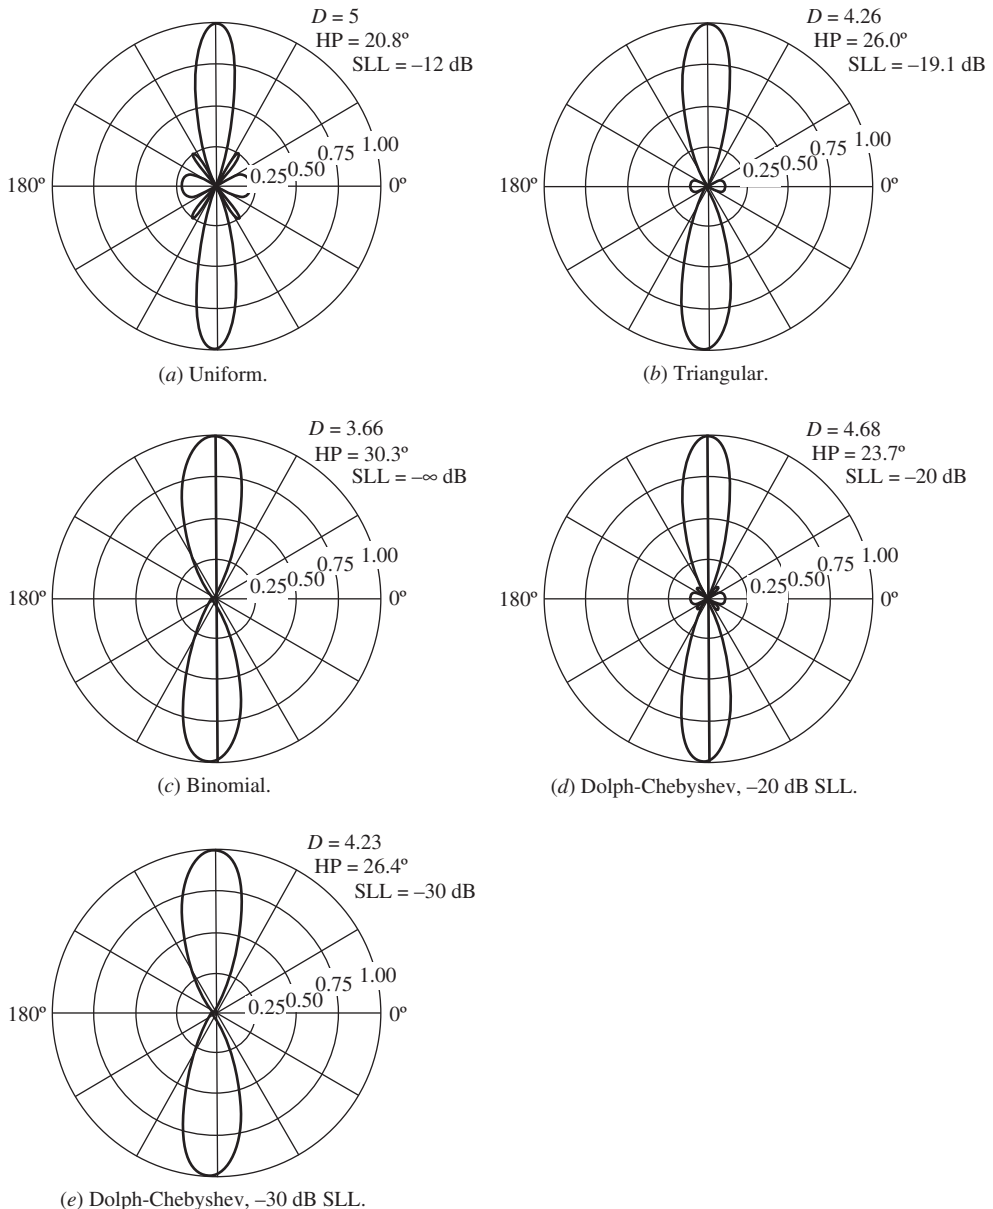 D = 5
HP = 20.8º
SLL = –12 dB
1.00
0.75
0.50
0.25
180º
0º
(a) Uniform.
D = 4.26
HP = 26.0º
SLL = –19.1 dB
1.00
0.75
0.50
0.25
180º
0º
(b) Triangular.
D = 3.66
HP = 30.3º
SLL = –∞ dB
1.00
0.75
0.50
0.25
180º
0º
(c) Binomial.
D = 4.68
HP = 23.7º
SLL = –20 dB
1.00
0.75
0.50
0.25
180º
0º
(d) Dolph-Chebyshev, –20 dB SLL.
D = 4.23
HP = 26.4º
SLL = –30 dB
1.00
0.75
0.50
0.25
180º
0º
(e) Dolph-Chebyshev, –30 dB SLL.